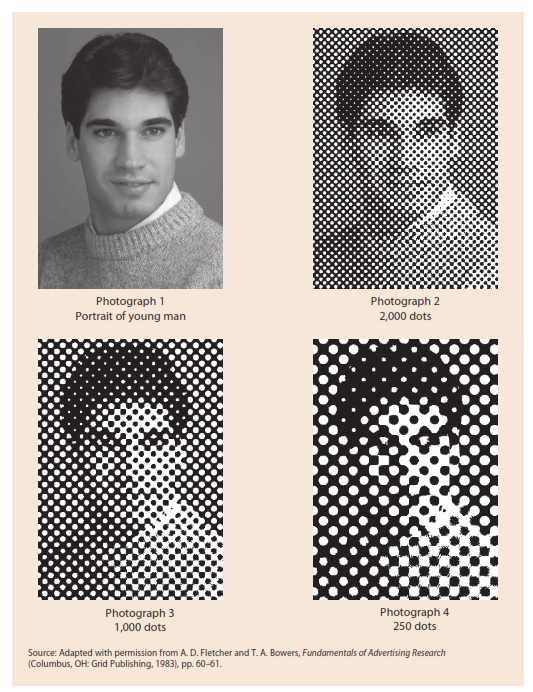 Photograph 1
Portrait of young man
Photograph 2
2,000 dots
Photograph 3
1,000 dots
Photograph 4
250 dots
Source: Adapted with permission from A. D. Fletcher and T. A. Bowers, Fundamentals of Advertising Research
(Columbus, OH: Grid Publishing, 1983), pp. 60–61.